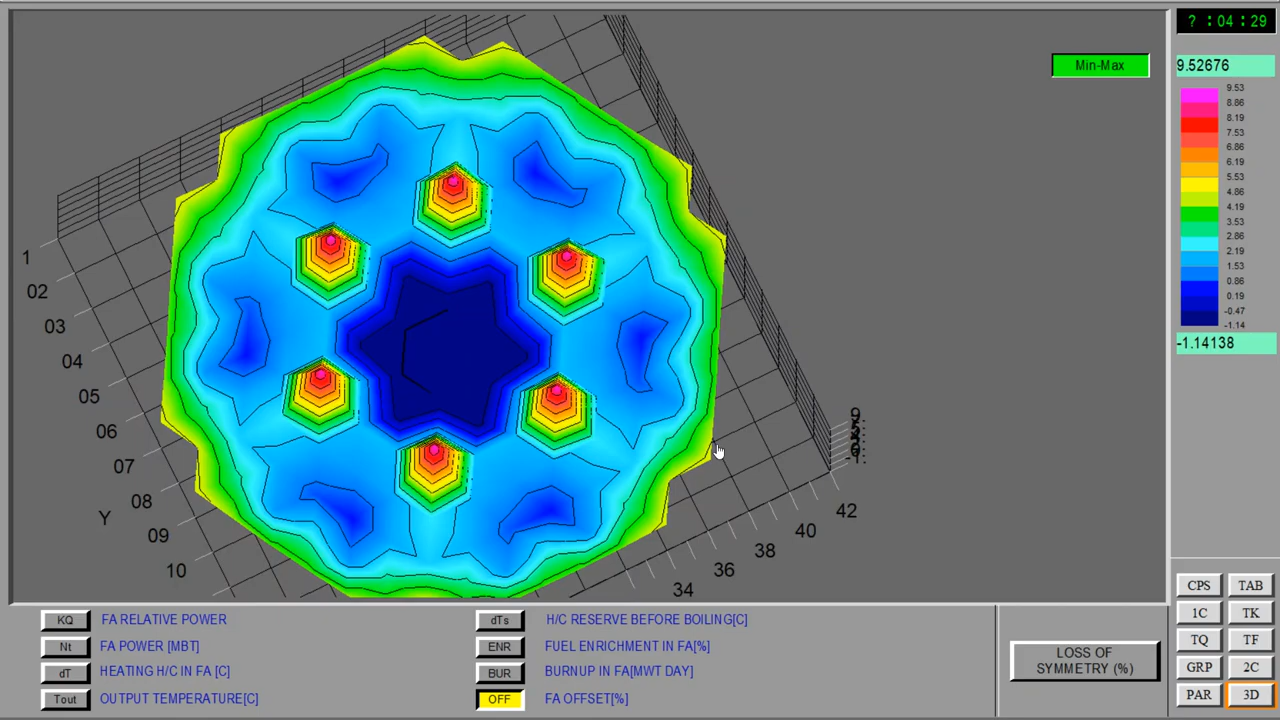 ? : 04 : 29
Min-Max
9.52676
9.53
8.86
8.19
7.53
6.86
6.19
5.53
4.86
4.19
3.53
2.86
2.19
1.53
0.86
0.19
-0.47
-1.14
-1.14138
1
02
03
04
05
06
07
08
09
10
Y
34
36
38
40
42
9
KQ FA RELATIVE POWER
Nt FA POWER [MBT]
dT HEATING H/C IN FA [C]
Tout OUTPUT TEMPERATURE[C]
dTs H/C RESERVE BEFORE BOILING[C]
ENR FUEL ENRICHMENT IN FA[%]
BUR BURNUP IN FA[MWT DAY]
OFF FA OFFSET[%]
LOSS OF
SYMMETRY (%)
CPS TAB
1C TK
TQ TF
GRP 2C
PAR 3D